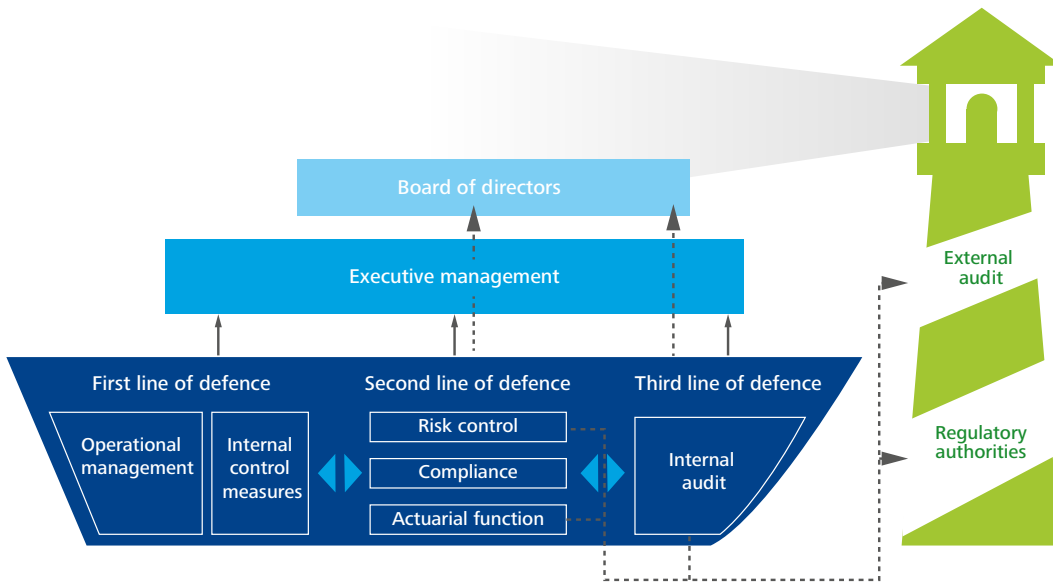 Board of directors
Executive management
External
audit
First line of defence
Second line of defence
Third line of defence
Operational
management
Internal
control
measures
Risk control
Compliance
Actuarial function
Internal
audit
Regulatory
authorities